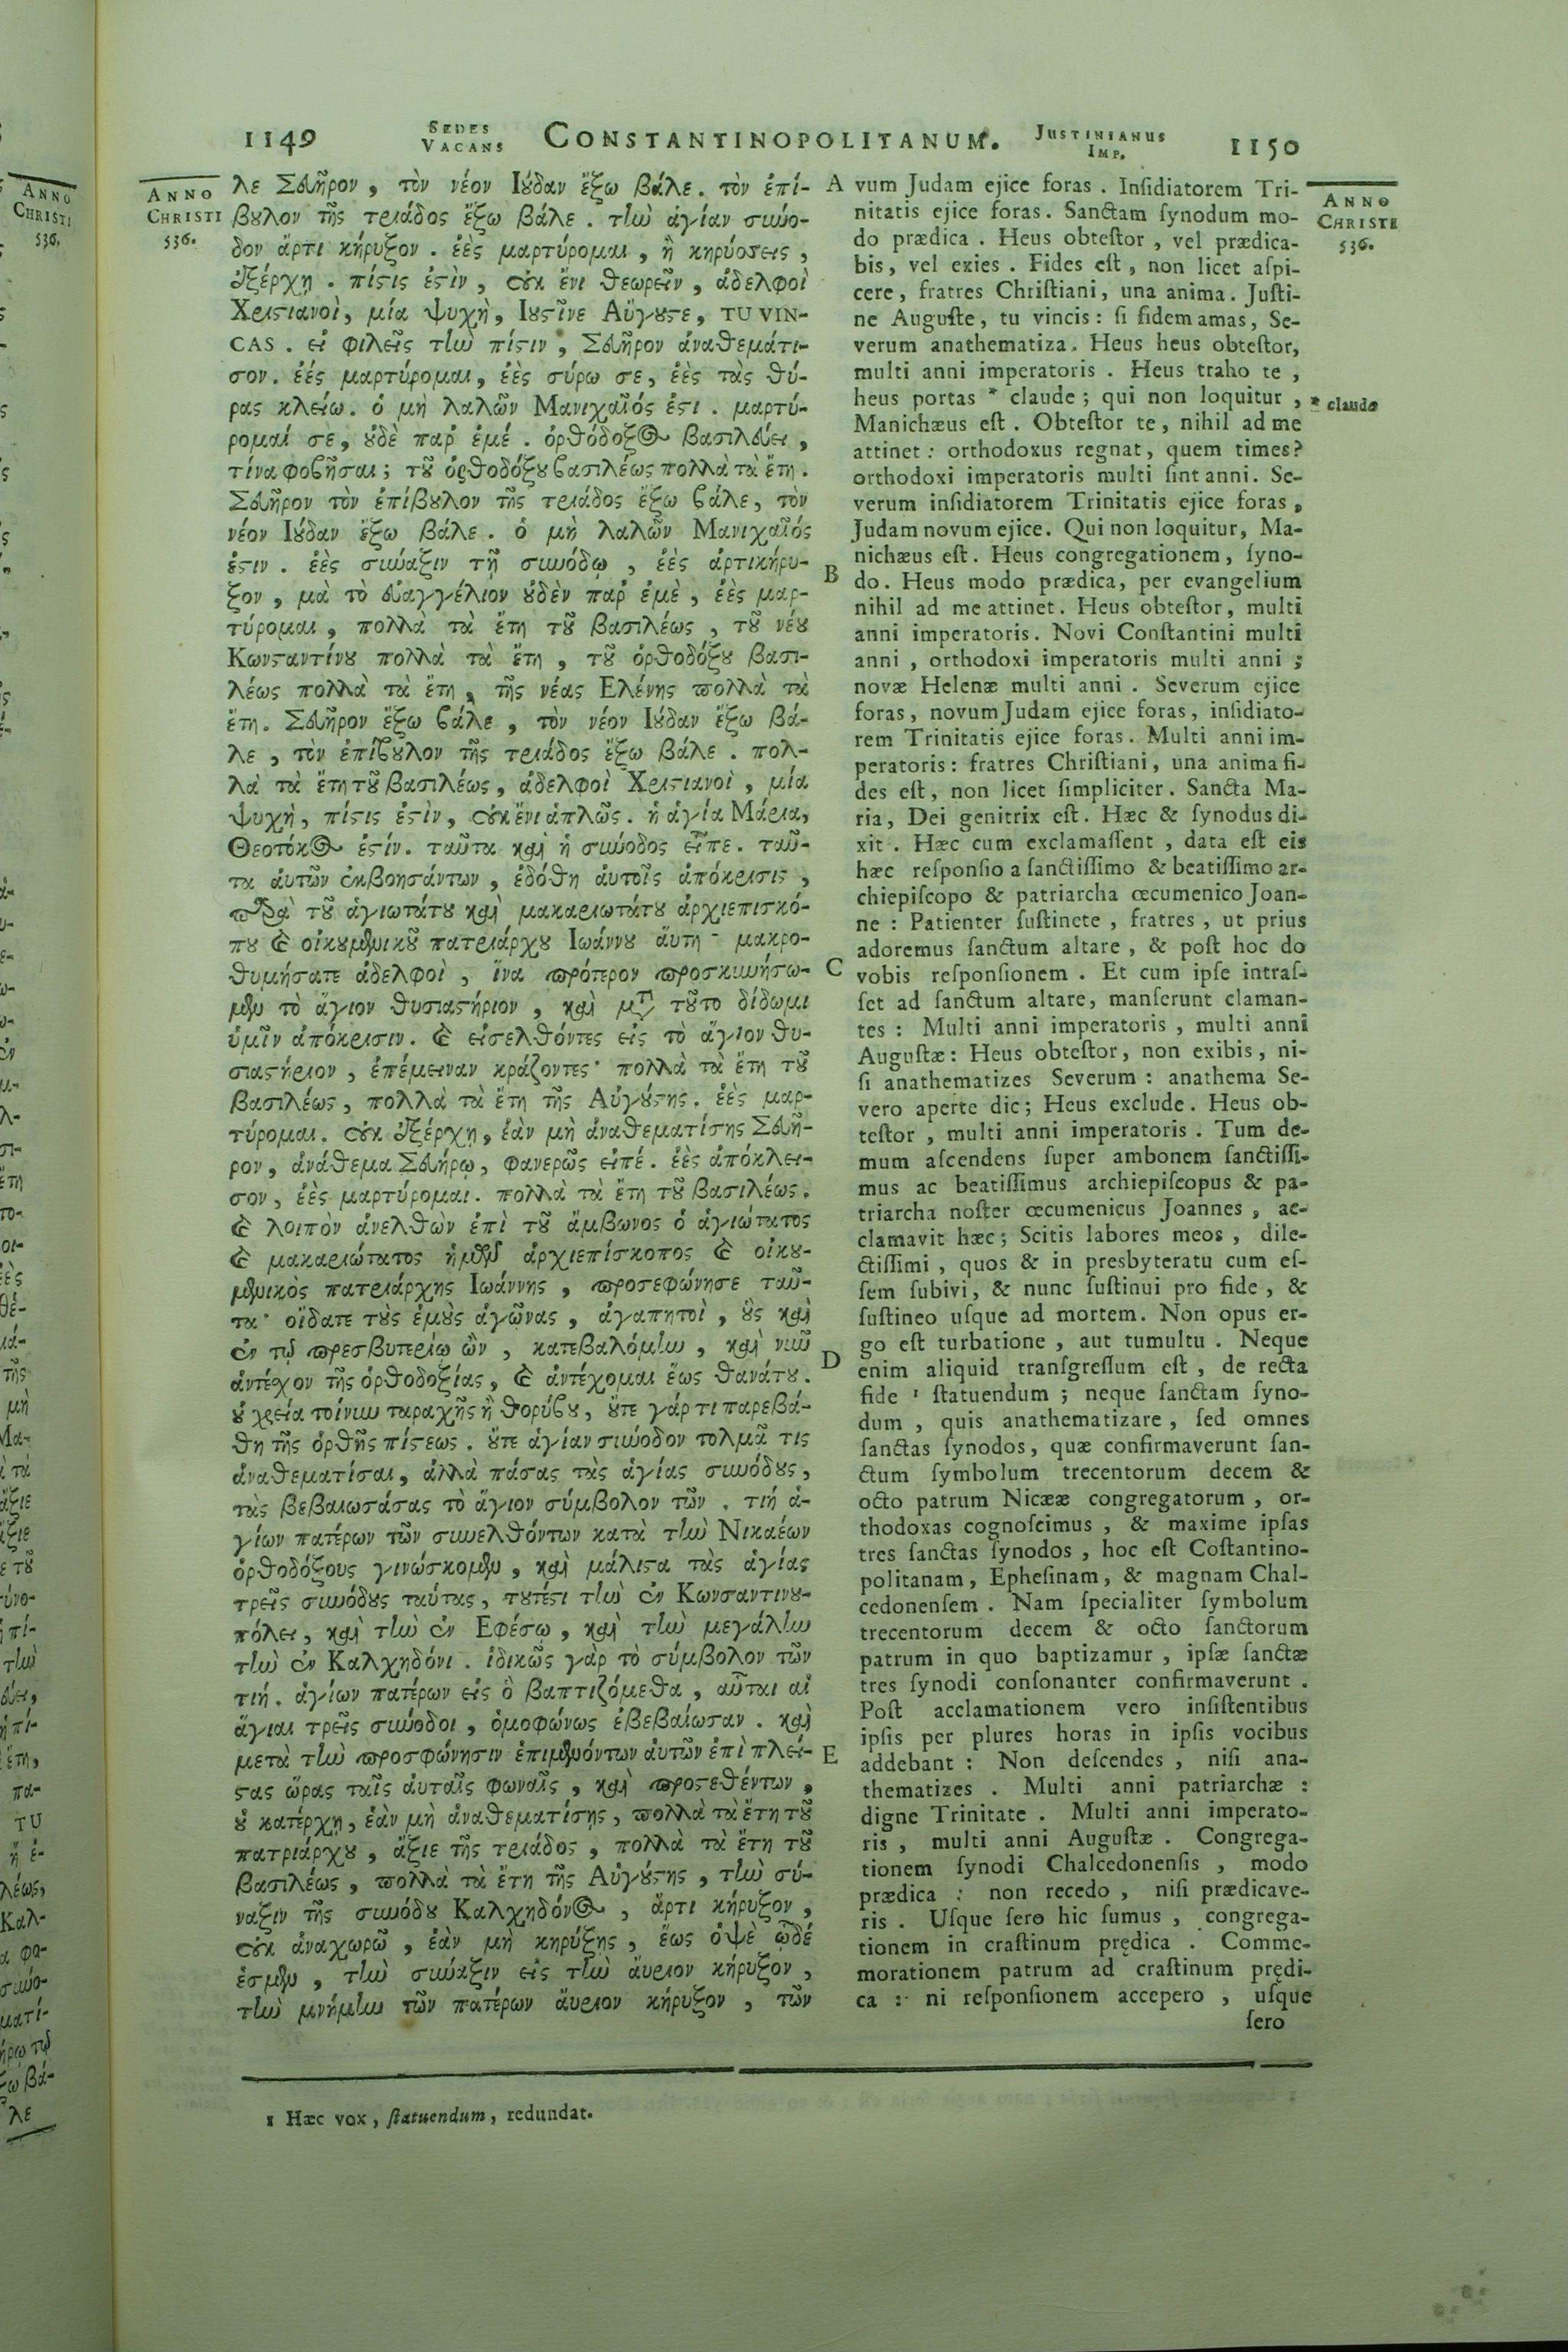 1149
SEDES
VACANS
CONSTANTINOPOLITANUM.
JUSTINIANUS
IMP.
1150
ANNO
CHRISTI
536.
λε Σευῆρον, τὸν νέον Ιούδαν ἔξω βάλε. τὸν ἐπί-
βουλον τῆς τριάδος ἔξω βάλε. τὴν ἁγίαν σύνο-
δον ἄρτι κήρυξον. ἐὲς μαρτύρομαι, ἢ κηρύσσεις,
ἐξέρχῃ. πίστις ἐστὶν, οὐκ ἔνι θεωρεῖν, ἀδελφοὶ
Χριστιανοὶ, μία ψυχὴ, Ιουστῖνε Αὔγουστε, TU VIN-
CAS. εἰ φιλεῖς τὴν πίστιν, Σευῆρον ἀναθεμάτι-
σον. ἐές μαρτύρομαι, ἐὲς σύρω σε, ἐὲς τὰς θύ-
ρας κλείω. ὁ μὴ λαλῶν Μανιχαῖός ἐστι. μαρτύ-
ρομαί σε, οὐδὲ παρ' ἐμέ. ὀρθόδοξος βασιλεύει,
τίνα φοβῆσαι; τοῦ ὀρθοδόξου βασιλέως πολλὰ τὰ ἔτη.
Σευῆρον τὸν ἐπίβουλον τῆς τριάδος ἔξω βάλε, τὸν
νέον Ιούδαν ἔξω βάλε. ὁ μὴ λαλῶν Μανιχαῖός
ἐστιν. ἐὲς σύναξιν τῇ συνόδῳ, ἐὲς ἄρτι κήρυ-
ξον, μὰ τὸ εὐαγγέλιον οὐδὲν παρ' ἐμὲ, ἐὲς μαρ-
τύρομαι, πολλὰ τὰ ἔτη τοῦ βασιλέως, τοῦ νέου
Κωνσταντίνου πολλὰ τὰ ἔτη, τοῦ ὀρθοδόξου βασι-
λέως πολλὰ τὰ ἔτη, τῆς νέας Ελένης πολλὰ τὰ
ἔτη. Σευῆρον ἔξω βάλε, τὸν νέον Ιούδαν ἔξω βά-
λε, τὸν ἐπίβουλον τῆς τριάδος ἔξω βάλε. πολ-
λὰ τὰ ἔτη τοῦ βασιλέως, ἀδελφοὶ Χριστιανοὶ, μία
ψυχὴ, πίστις ἐστὶν, οὐκ ἔνι ἁπλῶς. ἡ ἁγία Μάρια,
Θεοτόκος ἐστίν. ταῦτα καὶ ἡ σύνοδος εἶπε. ταῦ-
τα αὐτῶν ἐκβοησάντων, ἐδόθη αὐτοῖς ἀπόκρισις,
παρὰ τοῦ ἁγιωτάτου καὶ μακαριωτάτου ἀρχιεπισκό-
που καὶ οἰκουμενικοῦ πατριάρχου Ιωάννου αὕτη· μακρο-
θυμήσατε ἀδελφοὶ, ἵνα πρότερον προσκυνήσω-
μεν τὸ ἅγιον θυσιαστήριον, καὶ μετὰ τοῦτο δίδωμι
ὑμῖν ἀπόκρισιν. καὶ εἰσελθόντες εἰς τὸ ἅγιον θυ-
σιαστήριον, ἐπέμειναν κράζοντες· πολλὰ τὰ ἔτη τοῦ
βασιλέως, πολλὰ τὰ ἔτη τῆς Αὐγούστης. ἐὲς μαρ-
τύρομαι. οὐκ ἐξέρχῃ, ἐὰν μὴ ἀναθεματίσῃς Σευῆ-
ρον, ἀνάθεμα Σευήρῳ, φανερῶς εἰπέ. ἐὲς ἀπόκλει-
σον, ἐὲς μαρτύρομαι. πολλὰ τὰ ἔτη τοῦ βασιλέως.
καὶ λοιπὸν ἀνελθὼν ἐπὶ τοῦ ἄμβωνος ὁ ἁγιώτατος
καὶ μακαριώτατος ἡμῶν ἀρχιεπίσκοπος καὶ οἰκου-
μενικὸς πατριάρχης Ιωάννης, προσεφώνησε ταῦ-
τα· οἴδατε τοὺς ἐμοὺς ἀγῶνας, ἀγαπητοὶ, οὓς καὶ
ἐν τῷ πρεσβυτερίῳ ὢν, κατεβαλόμην, καὶ νῦν
ἀντέχον τῆς ὀρθοδοξίας, καὶ ἀντέχομαι ἕως θανάτου.
οὐ χρεία τοίνυν ταραχῆς ἢ θορύβου, οὔτε γάρ τι παρεβά-
θη τῆς ὀρθῆς πίστεως. οὔτε ἁγίαν σύνοδον τολμᾷ τις
ἀναθεματίσαι, ἀλλὰ πάσας τὰς ἁγίας συνόδους,
τὰς βεβαιωσάσας τὸ ἅγιον σύμβολον τῶν. τιή ἁ-
γίων πατέρων τῶν συνελθόντων κατὰ τὴν Νικαέων
ὀρθοδόξους γινώσκομεν, καὶ μάλιστα τὰς ἁγίας
τρεῖς συνόδους ταύτας, τουτέστι τὴν ἐν Κωνσαντινου-
πόλει, καὶ τὴν ἐν Εφέσῳ, καὶ τὴν μεγάλην
τὴν ἐν Καλχηδόνι. ἰδικῶς γὰρ τὸ σύμβολον τῶν
τιή. ἁγίων πατέρων εἰς ὃ βαπτιζόμεθα, αὗται αἱ
ἅγιαι τρεῖς σύνοδοι, ὁμοφώνως ἐβεβαίωσαν. καὶ
μετὰ τὴν προσφώνησιν ἐπιμενόντων αὐτῶν ἐπὶ πλεί-
στας ὥρας ταῖς αὐταῖς φωναῖς, καὶ προστεθέντων,
οὐ κατέρχῃ, ἐὰν μὴ ἀναθεματίσῃς, πολλὰ τὰ ἔτη τοῦ
πατριάρχου, ἄξιε τῆς τριάδος, πολλὰ τὰ ἔτη τοῦ
βασιλέως, πολλὰ τὰ ἔτη τῆς Αὐγούστης, τὴν σύ-
ναξιν τῆς συνόδου Καλχηδόνος, ἄρτι κήρυξον,
οὐκ ἀναχωρῶ, ἐὰν μὴ κηρύξῃς, ἕως ὀψὲ ὧδέ
ἐσμεν, τὴν σύναξιν εἰς τὴν αὔριον κήρυξον,
τὴν μνήμην τῶν πατέρων αὔριον κήρυξον, τῶν
A
B
C
D
E
vum Judam ejice foras. Inſidiatorem Tri-
nitatis ejice foras. Sanctam ſynodum mo-
do prædica. Heus obteſtor, vel prædica-
bis, vel exies. Fides eſt, non licet aſpi-
cere, fratres Chriſtiani, una anima. Juſti-
ne Auguſte, tu vincis: ſi fidem amas, Se-
verum anathematiza. Heus heus obteſtor,
multi anni imperatoris. Heus traho te,
heus portas * claude; qui non loquitur,
Manichæus eſt. Obteſtor te, nihil ad me
attinet: orthodoxus regnat, quem times?
orthodoxi imperatoris multi ſint anni. Se-
verum inſidiatorem Trinitatis ejice foras,
Judam novum ejice. Qui non loquitur, Ma-
nichæus eſt. Heus congregationem, ſyno-
do. Heus modo prædica, per evangelium
nihil ad me attinet. Heus obteſtor, multi
anni imperatoris. Novi Conſtantini multi
anni, orthodoxi imperatoris multi anni;
novæ Helenæ multi anni. Severum ejice
foras, novum Judam ejice foras, inſidiato-
rem Trinitatis ejice foras. Multi anni im-
peratoris: fratres Chriſtiani, una anima fi-
des eſt, non licet ſimpliciter. Sancta Ma-
ria, Dei genitrix eſt. Hæc & ſynodus di-
xit. Hæc cum exclamaſſent, data eſt eis
hæc reſponſio a ſanctiſſimo & beatiſſimo ar-
chiepiſcopo & patriarcha œcumenico Joan-
ne: Patienter ſuſtinete, fratres, ut prius
adoremus ſanctum altare, & poſt hoc do
vobis reſponſionem. Et cum ipſe intraſ-
ſet ad ſanctum altare, manſerunt claman-
tes: Multi anni imperatoris, multi anni
Auguſtæ: Heus obteſtor, non exibis, ni-
ſi anathematizes Severum: anathema Se-
vero aperte dic; Heus exclude. Heus ob-
teſtor, multi anni imperatoris. Tum de-
mum aſcendens ſuper ambonem ſanctiſſi-
mus ac beatiſſimus archiepiſcopus & pa-
triarcha noſter œcumenicus Joannes, ac-
clamavit hæc; Scitis labores meos, dile-
ctiſſimi, quos & in presbyteratu cum eſ-
ſem ſubivi, & nunc ſuſtinui pro fide, &
ſuſtineo uſque ad mortem. Non opus er-
go eſt turbatione, aut tumultu. Neque
enim aliquid tranſgreſſum eſt, de recta
fide ¹ ſtatuendum; neque ſanctam ſyno-
dum, quis anathematizare, ſed omnes
ſanctas ſynodos, quæ confirmaverunt ſan-
ctum ſymbolum trecentorum decem &
octo patrum Nicææ congregatorum, or-
thodoxas cognoſcimus, & maxime ipſas
tres ſanctas ſynodos, hoc eſt Coſtantino-
politanam, Epheſinam, & magnam Chal-
cedonenſem. Nam ſpecialiter ſymbolum
trecentorum decem & octo ſanctorum
patrum in quo baptizamur, ipſæ ſanctæ
tres ſynodi conſonanter confirmaverunt.
Poſt acclamationem vero inſiſtentibus
ipſis per plures horas in ipſis vocibus
addebant: Non deſcendes, niſi ana-
thematizes. Multi anni patriarchæ:
digne Trinitate. Multi anni imperato-
ris, multi anni Auguſtæ. Congrega-
tionem ſynodi Chalcedonenſis, modo
prædica: non recedo, niſi prædicave-
ris. Uſque ſero hic ſumus, congrega-
tionem in craſtinum prędica. Comme-
morationem patrum ad craſtinum prędi-
ca: ni reſponſionem accepero, uſque
ſero
ANNO
CHRISTI
536.
* claudo
1 Hæc vox, ſtatuendum, redundat.